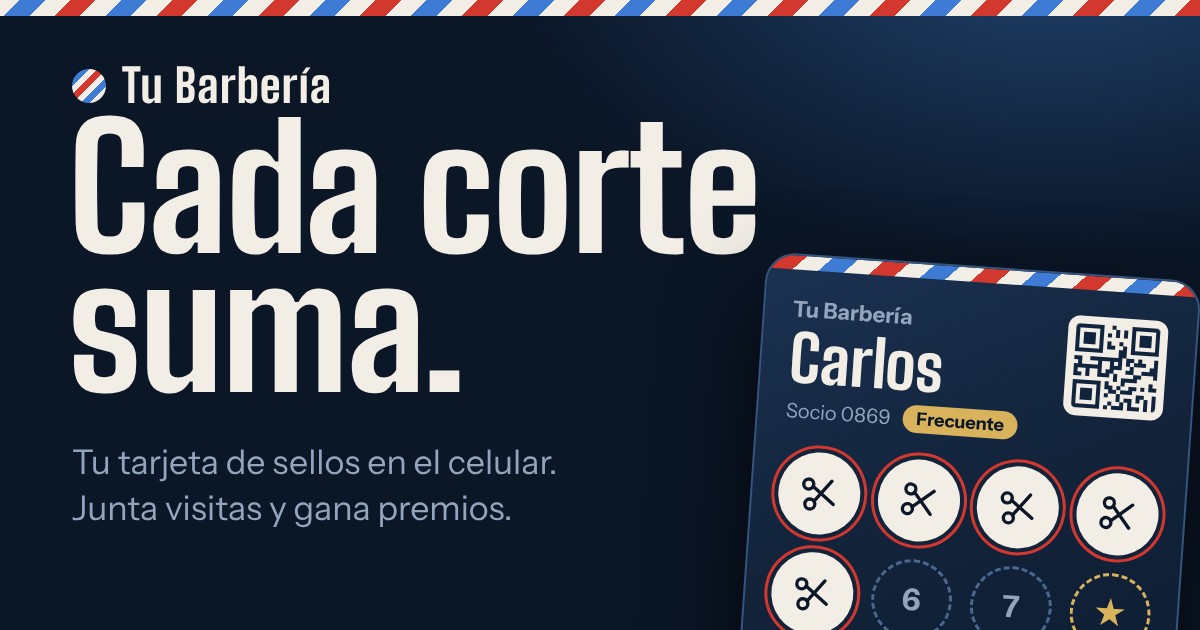 Tu Barbería
Cada corte
suma.
Tu tarjeta de sellos en el celular.
Junta visitas y gana premios.
Tu Barbería
Carlos
Socio 0869 Frecuente
6 7